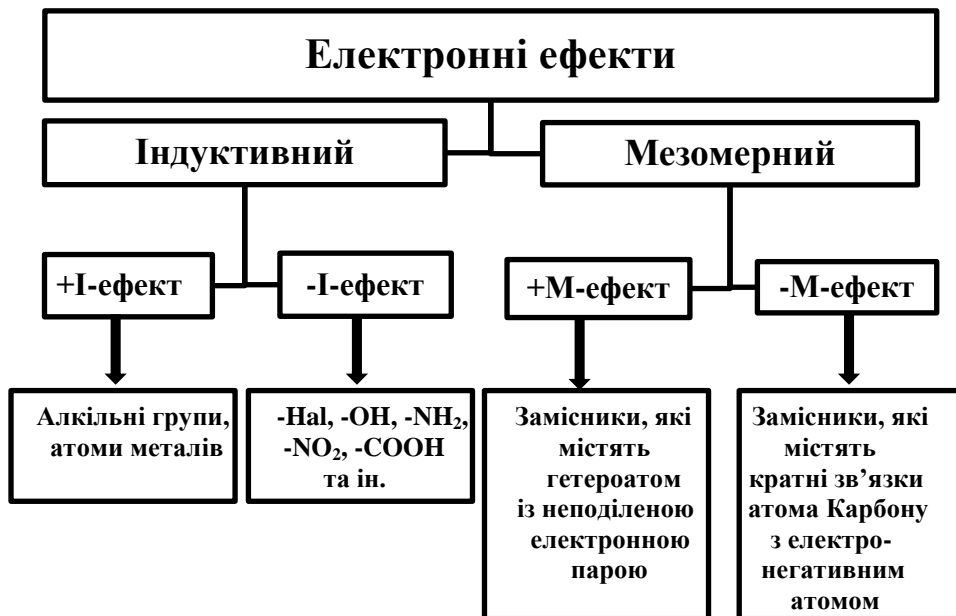 Електронні ефекти
Індуктивний
Мезомерний
+I-ефект
-I-ефект
+М-ефект
-М-ефект
Алкільні групи,
атоми металів
-Hal, -OH, -NH₂,
-NO₂, -COOH
та ін.
Замісники, які
містять
гетероатом
із неподіленою
електронною
парою
Замісники, які
містять
кратні зв’язки
атома Карбону
з електро-
негативним
атомом